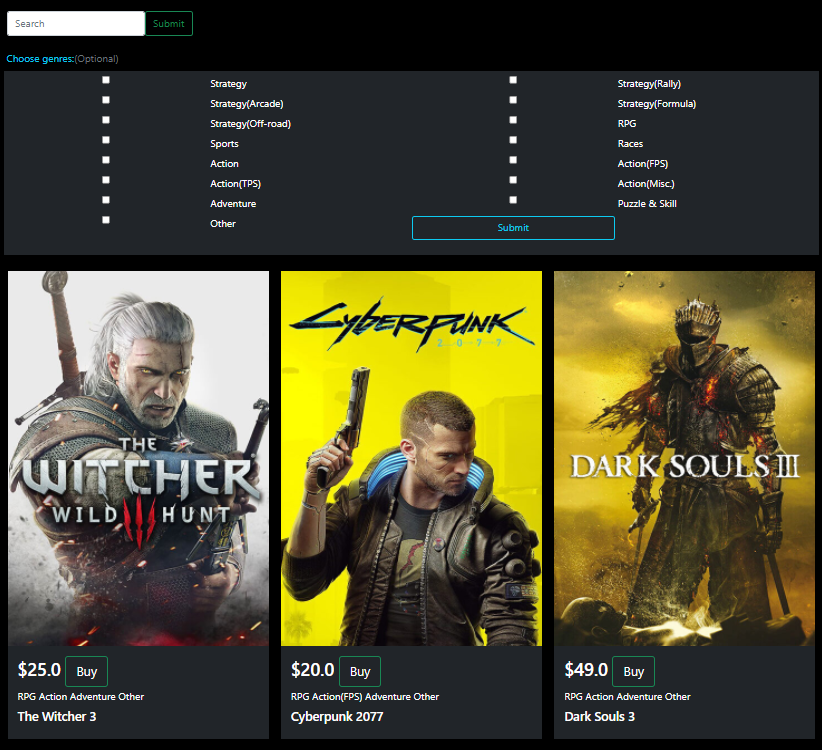 Search Submit
Choose genres:(Optional)
Strategy Strategy(Rally)
Strategy(Arcade) Strategy(Formula)
Strategy(Off-road) RPG
Sports Races
Action Action(FPS)
Action(TPS) Action(Misc.)
Adventure Puzzle & Skill
Other Submit
THE
WITCHER
WILD HUNT
CYBERPUNK
2077
DARK SOULS III
$25.0 Buy
RPG Action Adventure Other
The Witcher 3
$20.0 Buy
RPG Action(FPS) Adventure Other
Cyberpunk 2077
$49.0 Buy
RPG Action Adventure Other
Dark Souls 3